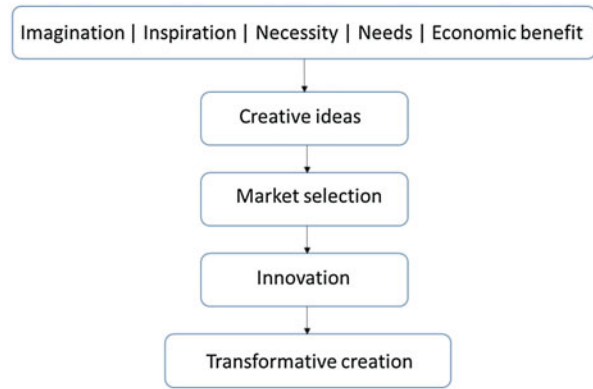 Imagination | Inspiration | Necessity | Needs | Economic benefit
Creative ideas
Market selection
Innovation
Transformative creation